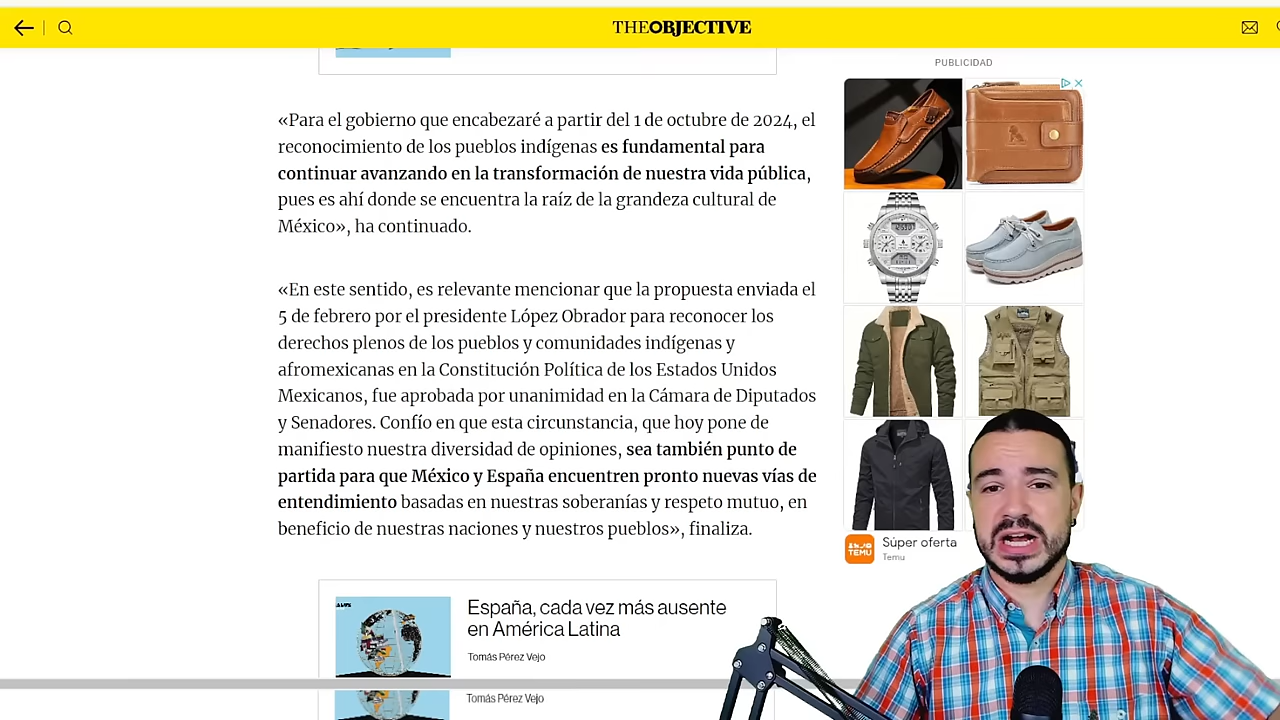 THEOBJECTIVE
PUBLICIDAD
«Para el gobierno que encabezaré a partir del 1 de octubre de 2024, el
reconocimiento de los pueblos indígenas es fundamental para
continuar avanzando en la transformación de nuestra vida pública,
pues es ahí donde se encuentra la raíz de la grandeza cultural de
México», ha continuado.
«En este sentido, es relevante mencionar que la propuesta enviada el
5 de febrero por el presidente López Obrador para reconocer los
derechos plenos de los pueblos y comunidades indígenas y
afromexicanas en la Constitución Política de los Estados Unidos
Mexicanos, fue aprobada por unanimidad en la Cámara de Diputados
y Senadores. Confío en que esta circunstancia, que hoy pone de
manifiesto nuestra diversidad de opiniones, sea también punto de
partida para que México y España encuentren pronto nuevas vías de
entendimiento basadas en nuestras soberanías y respeto mutuo, en
beneficio de nuestras naciones y nuestros pueblos», finaliza.
TEMU
Súper oferta
Temu
España, cada vez más ausente
en América Latina
Tomás Pérez Vejo
Tomás Pérez Vejo